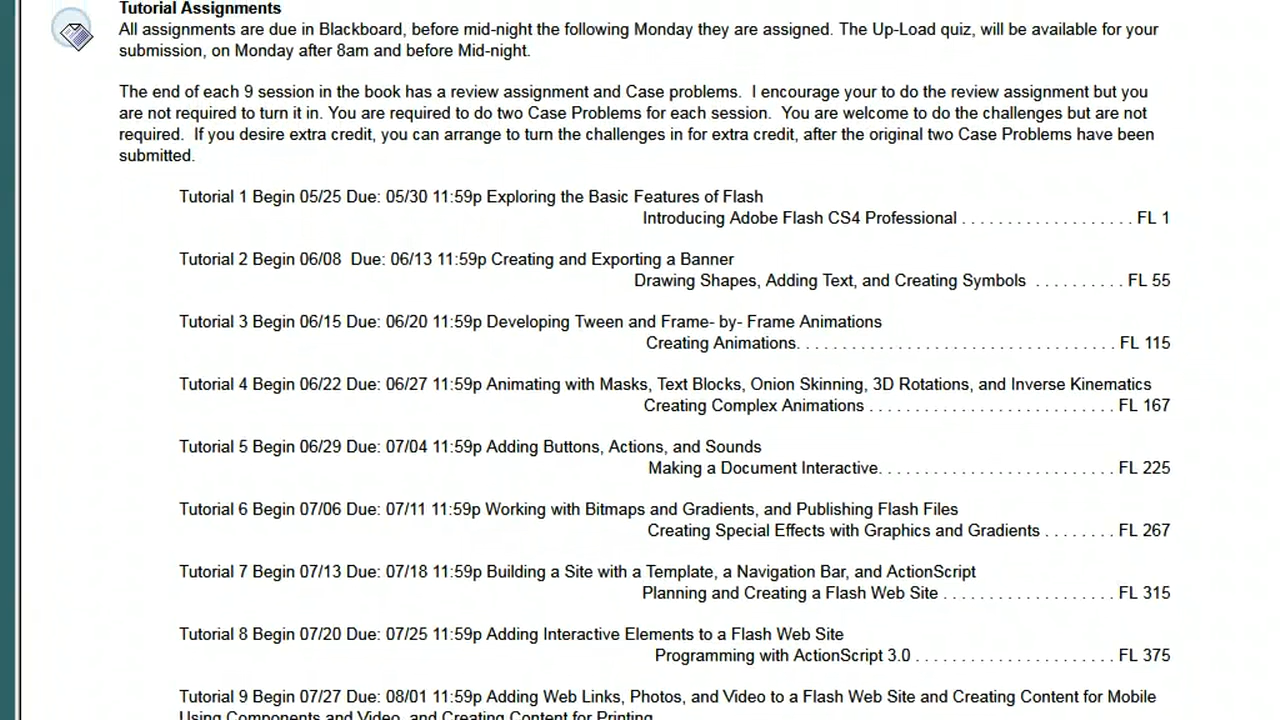 Tutorial Assignments
All assignments are due in Blackboard, before mid-night the following Monday they are assigned. The Up-Load quiz, will be available for your
submission, on Monday after 8am and before Mid-night.
The end of each 9 session in the book has a review assignment and Case problems.  I encourage your to do the review assignment but you
are not required to turn it in. You are required to do two Case Problems for each session.  You are welcome to do the challenges but are not
required.  If you desire extra credit, you can arrange to turn the challenges in for extra credit, after the original two Case Problems have been
submitted.
Tutorial 1 Begin 05/25 Due: 05/30 11:59p Exploring the Basic Features of Flash
Introducing Adobe Flash CS4 Professional . . . . . . . . . . . . . . . . . . . FL 1
Tutorial 2 Begin 06/08  Due: 06/13 11:59p Creating and Exporting a Banner
Drawing Shapes, Adding Text, and Creating Symbols  . . . . . . . . . . FL 55
Tutorial 3 Begin 06/15 Due: 06/20 11:59p Developing Tween and Frame- by- Frame Animations
Creating Animations. . . . . . . . . . . . . . . . . . . . . . . . . . . . . . . . . . . FL 115
Tutorial 4 Begin 06/22 Due: 06/27 11:59p Animating with Masks, Text Blocks, Onion Skinning, 3D Rotations, and Inverse Kinematics
Creating Complex Animations . . . . . . . . . . . . . . . . . . . . . . . . . . . FL 167
Tutorial 5 Begin 06/29 Due: 07/04 11:59p Adding Buttons, Actions, and Sounds
Making a Document Interactive. . . . . . . . . . . . . . . . . . . . . . . . . . FL 225
Tutorial 6 Begin 07/06 Due: 07/11 11:59p Working with Bitmaps and Gradients, and Publishing Flash Files
Creating Special Effects with Graphics and Gradients . . . . . . . . FL 267
Tutorial 7 Begin 07/13 Due: 07/18 11:59p Building a Site with a Template, a Navigation Bar, and ActionScript
Planning and Creating a Flash Web Site . . . . . . . . . . . . . . . . . . . FL 315
Tutorial 8 Begin 07/20 Due: 07/25 11:59p Adding Interactive Elements to a Flash Web Site
Programming with ActionScript 3.0 . . . . . . . . . . . . . . . . . . . . . . FL 375
Tutorial 9 Begin 07/27 Due: 08/01 11:59p Adding Web Links, Photos, and Video to a Flash Web Site and Creating Content for Mobile
Using Components and Video, and Creating Content for Printing